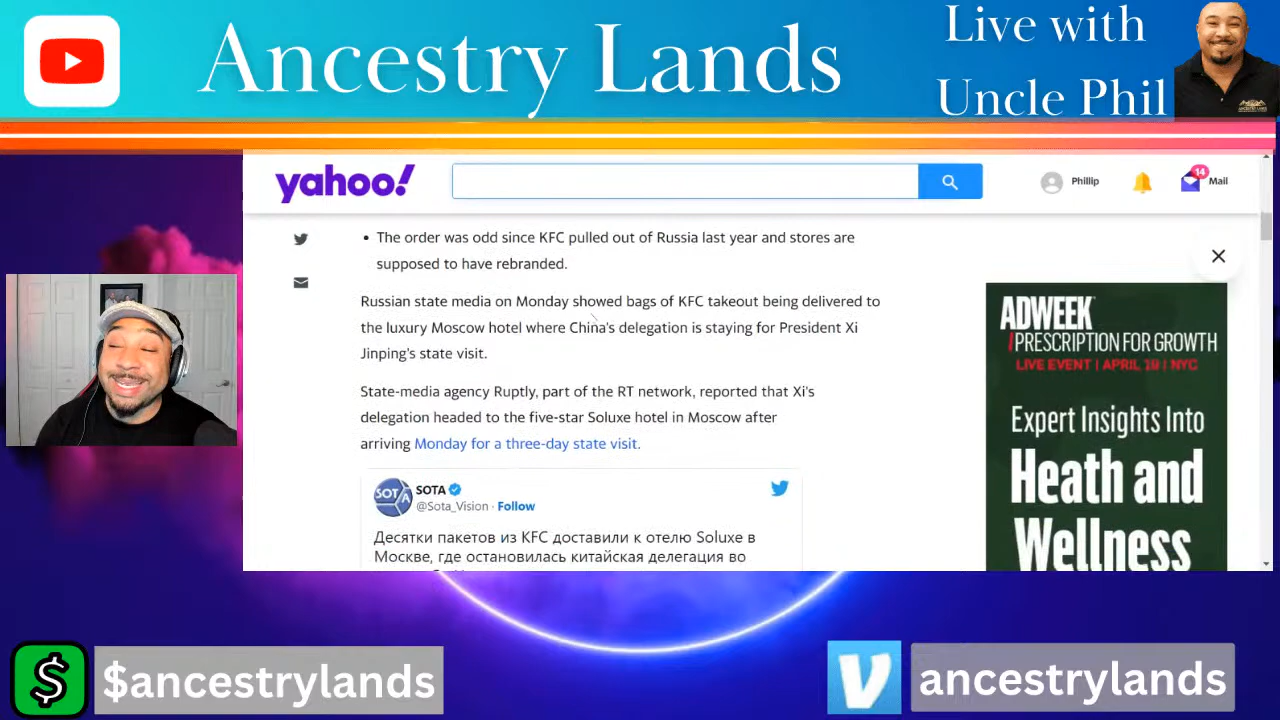 Ancestry Lands
Live with
Uncle Phil
yahoo!
Phillip
14
Mail
• The order was odd since KFC pulled out of Russia last year and stores are
supposed to have rebranded.
Russian state media on Monday showed bags of KFC takeout being delivered to
the luxury Moscow hotel where China's delegation is staying for President Xi
Jinping's state visit.
State-media agency Ruptly, part of the RT network, reported that Xi's
delegation headed to the five-star Soluxe hotel in Moscow after
arriving Monday for a three-day state visit.
SOTA
SOTA
@Sota_Vision · Follow
Десятки пакетов из KFC доставили к отелю Soluxe в
Москве, где остановилась китайская делегация во
ADWEEK
PRESCRIPTION FOR GROWTH
LIVE EVENT | APRIL 19 | NYC
Expert Insights Into
Heath and
Wellness
$ancestrylands
ancestrylands